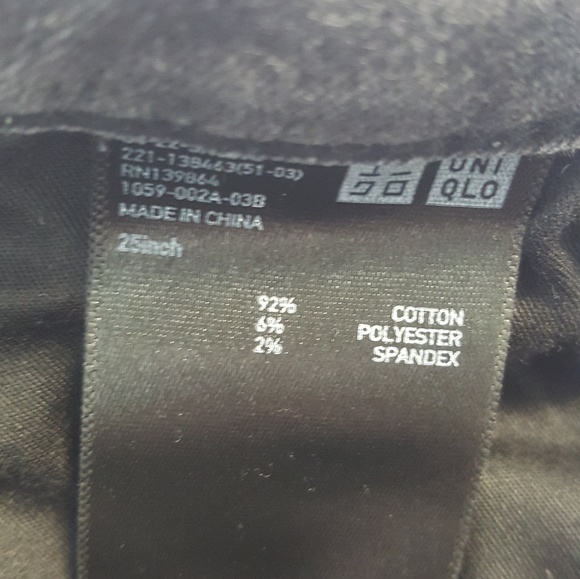 221-138443(51-03)
RN139844
1059-002A-03B
MADE IN CHINA
25inch
UNI
QLO
92% COTTON
6% POLYESTER
2% SPANDEX